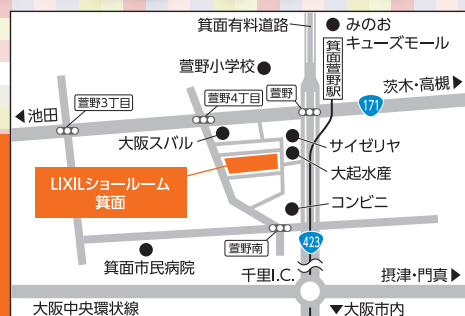 箕面有料道路
みのお
キューズモール
萱野小学校
箕面萱野駅
茨木・高槻▶
171
◀池田
萱野3丁目
萱野4丁目
萱野
大阪スバル
サイゼリヤ
大起水産
LIXILショールーム
箕面
コンビニ
萱野南
423
箕面市民病院
千里I.C.
摂津・門真▶
大阪中央環状線
▼大阪市内